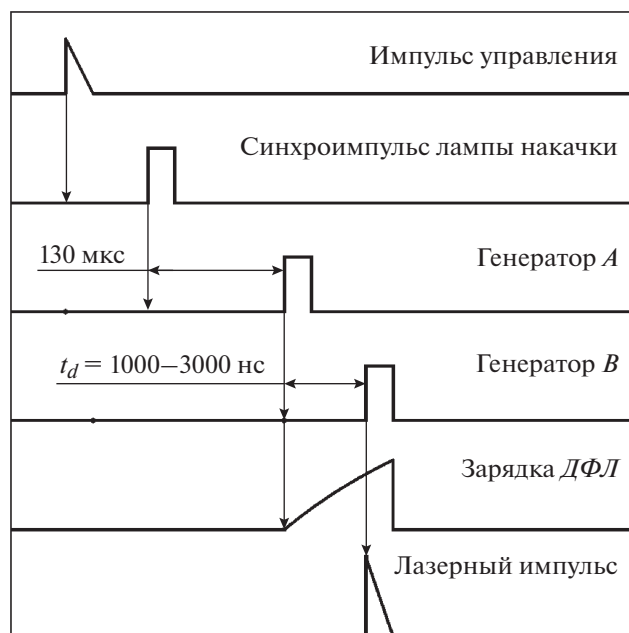 Импульс управления
Синхроимпульс лампы накачки
130 мкс
Генератор A
t_d = 1000–3000 нс
Генератор B
Зарядка ДФЛ
Лазерный импульс